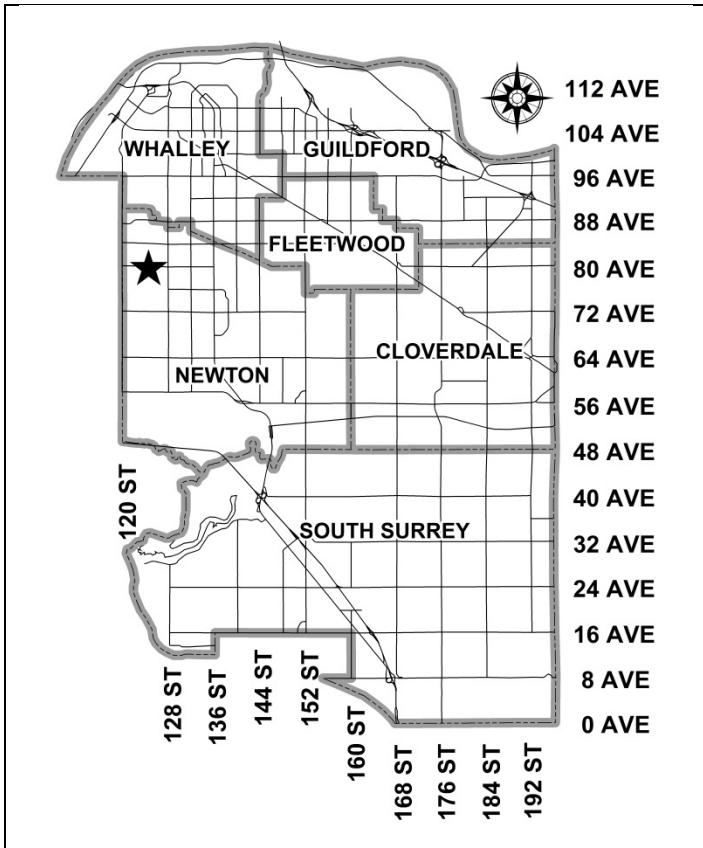 112 AVE
104 AVE
WHALLEY
GUILDFORD
96 AVE
88 AVE
FLEETWOOD
80 AVE
72 AVE
CLOVERDALE
64 AVE
NEWTON
56 AVE
48 AVE
120 ST
40 AVE
SOUTH SURREY
32 AVE
24 AVE
16 AVE
128 ST
136 ST
144 ST
152 ST
160 ST
8 AVE
0 AVE
168 ST
176 ST
184 ST
192 ST